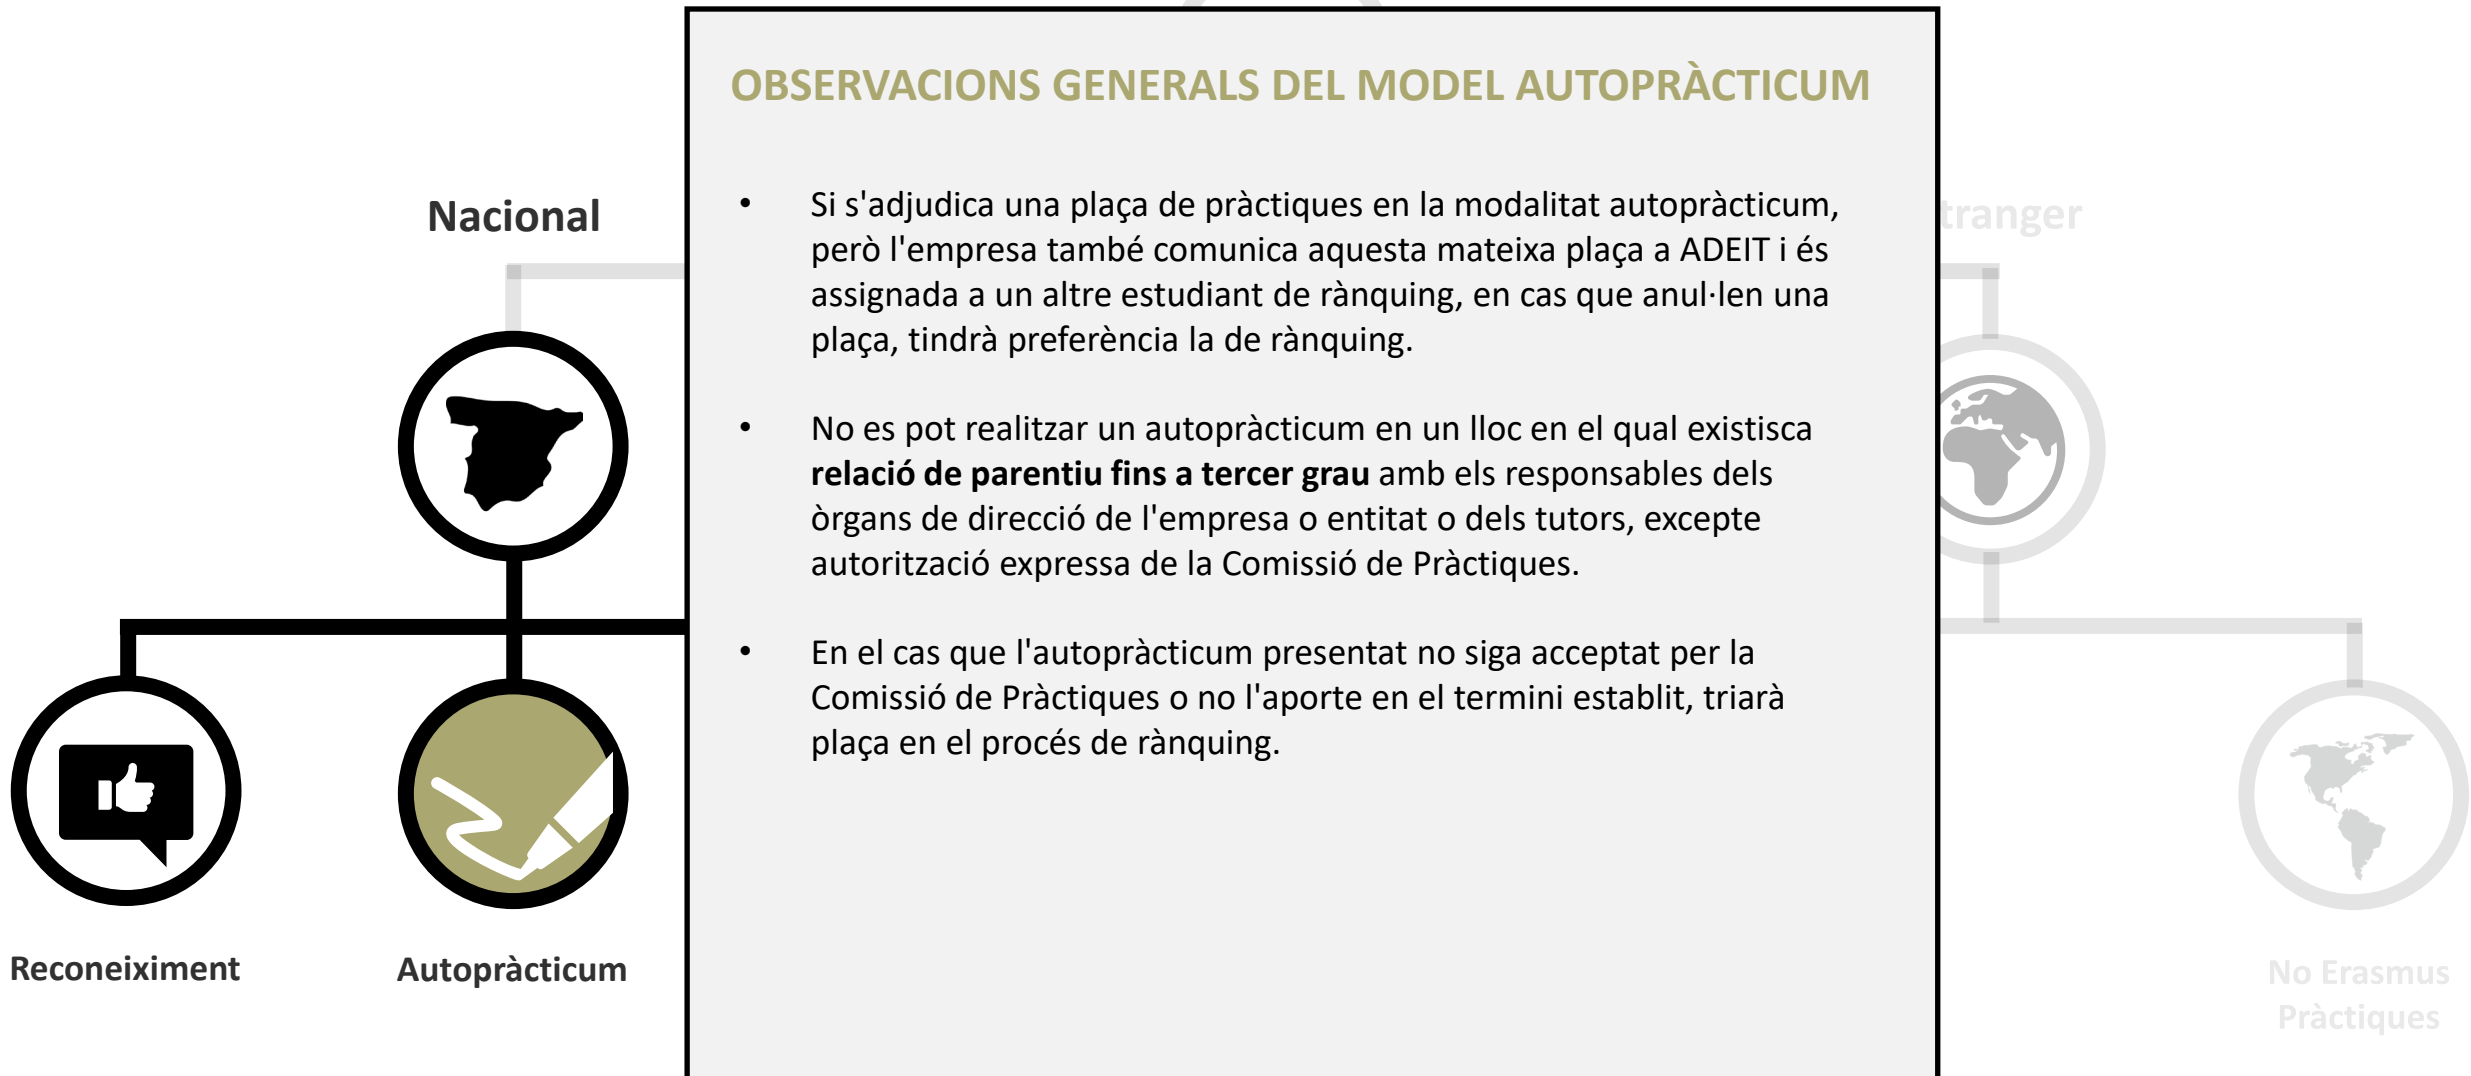 OBSERVACIONS GENERALS DEL MODEL AUTOPRÀCTICUM
Nacional
• Si s'adjudica una plaça de pràctiques en la modalitat autopràcticum,
però l'empresa també comunica aquesta mateixa plaça a ADEIT i és
assignada a un altre estudiant de rànquing, en cas que anul·len una
plaça, tindrà preferència la de rànquing.
• No es pot realitzar un autopràcticum en un lloc en el qual existisca
relació de parentiu fins a tercer grau amb els responsables dels
òrgans de direcció de l'empresa o entitat o dels tutors, excepte
autorització expressa de la Comissió de Pràctiques.
• En el cas que l'autopràcticum presentat no siga acceptat per la
Comissió de Pràctiques o no l'aporte en el termini establit, triarà
plaça en el procés de rànquing.
tranger
Reconeiximent
Autopràcticum
No Erasmus
Pràctiques